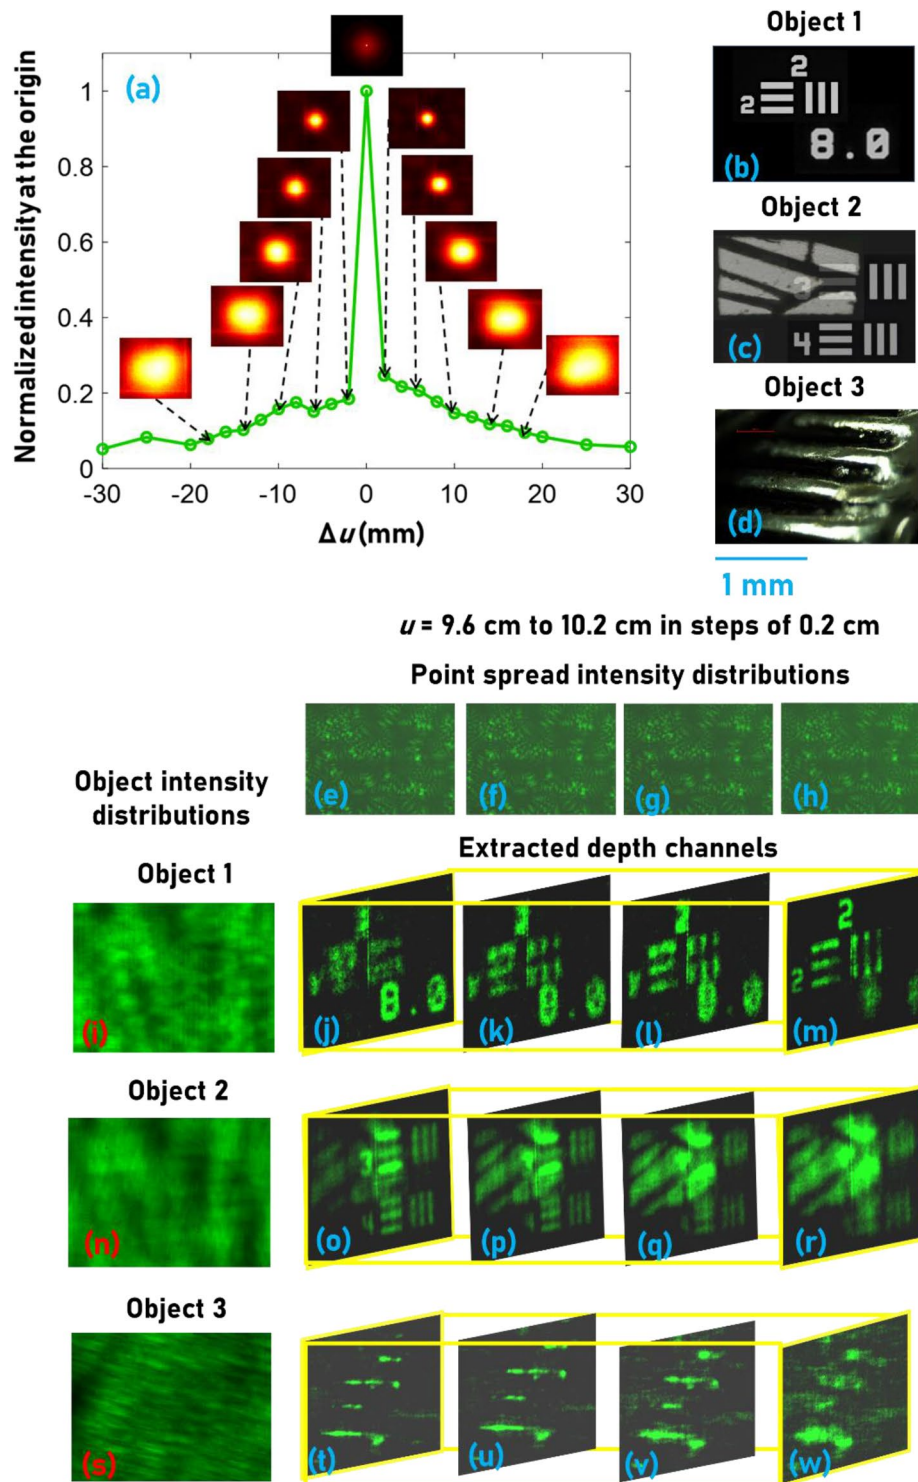 Normalized intensity at the origin
(a)
1
0.8
0.6
0.4
0.2
0
-30
-20
-10
0
10
20
30
Δu (mm)
Object 1
2
2
8.0
(b)
Object 2
3
4
(c)
Object 3
(d)
1 mm
u = 9.6 cm to 10.2 cm in steps of 0.2 cm
Point spread intensity distributions
(e)
(f)
(g)
(h)
Object intensity
distributions
Extracted depth channels
Object 1
(i)
8.0
(j)
(k)
(l)
2
2
(m)
Object 2
(n)
3
4
(o)
(p)
(q)
(r)
Object 3
(s)
(t)
(u)
(v)
(w)